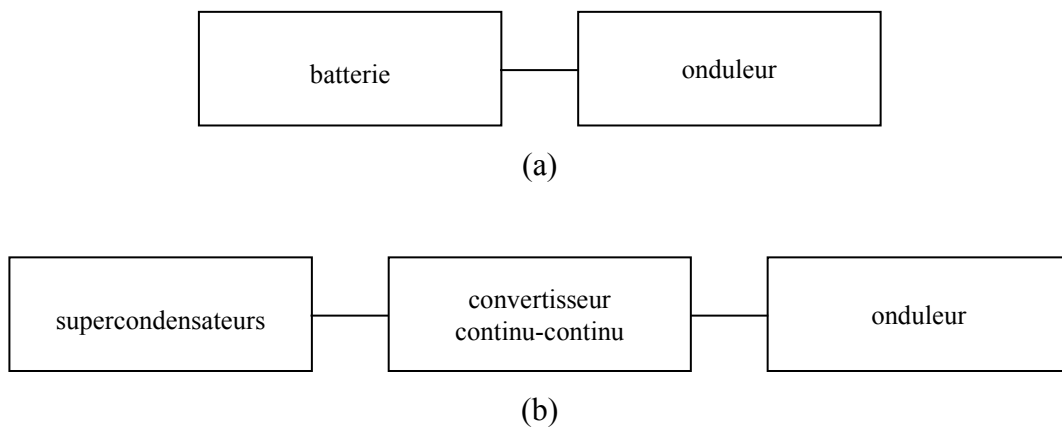 batterie
onduleur
(a)
supercondensateurs
convertisseur
continu-continu
onduleur
(b)